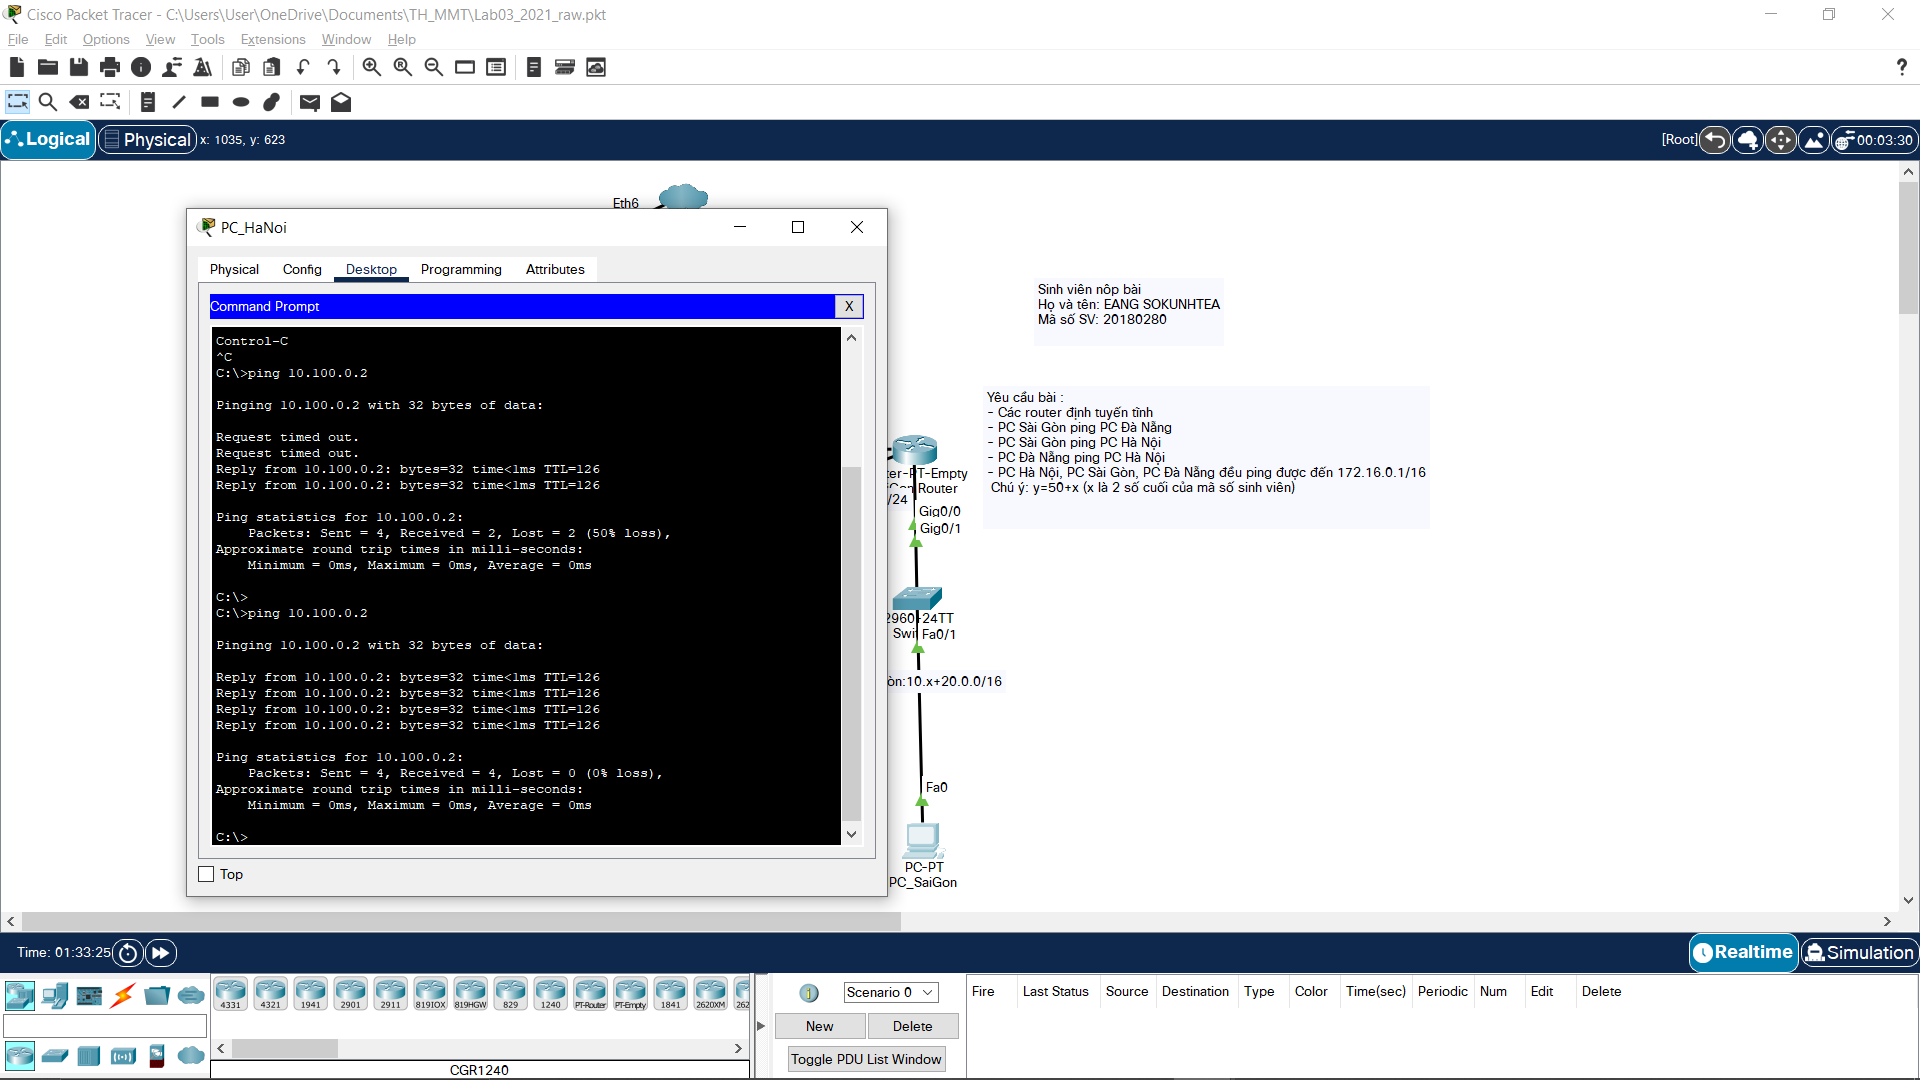 Cisco Packet Tracer - C:\Users\User\OneDrive\Documents\TH_MMT\Lab03_2021_raw.pkt
File Edit Options View Tools Extensions Window Help
Logical Physical x: 1035, y: 623 [Root] 00:03:30
Eth6
PC_HaNoi
Physical Config Desktop Programming Attributes
Command Prompt X
Control-C
^C
C:\>ping 10.100.0.2
Pinging 10.100.0.2 with 32 bytes of data:
Request timed out.
Request timed out.
Reply from 10.100.0.2: bytes=32 time<1ms TTL=126
Reply from 10.100.0.2: bytes=32 time<1ms TTL=126
Ping statistics for 10.100.0.2:
Packets: Sent = 4, Received = 2, Lost = 2 (50% loss),
Approximate round trip times in milli-seconds:
Minimum = 0ms, Maximum = 0ms, Average = 0ms
C:\>
C:\>ping 10.100.0.2
Pinging 10.100.0.2 with 32 bytes of data:
Reply from 10.100.0.2: bytes=32 time<1ms TTL=126
Reply from 10.100.0.2: bytes=32 time<1ms TTL=126
Reply from 10.100.0.2: bytes=32 time<1ms TTL=126
Reply from 10.100.0.2: bytes=32 time<1ms TTL=126
Ping statistics for 10.100.0.2:
Packets: Sent = 4, Received = 4, Lost = 0 (0% loss),
Approximate round trip times in milli-seconds:
Minimum = 0ms, Maximum = 0ms, Average = 0ms
C:\>
Top
Sinh viên nôp bài
Họ và tên: EANG SOKUNHTEA
Mã số SV: 20180280
Yêu cầu bài :
- Các router định tuyến tĩnh
- PC Sài Gòn ping PC Đà Nẵng
- PC Sài Gòn ping PC Hà Nội
- PC Đà Nẵng ping PC Hà Nội
- PC Hà Nội, PC Sài Gòn, PC Đà Nẵng đều ping được đến 172.16.0.1/16
Chú ý: y=50+x (x là 2 số cuối của mã số sinh viên)
ter-PT-Empty
Router
/24
Gig0/0
Gig0/1
2960-24TT
Swi Fa0/1
òn:10.x+20.0.0/16
Fa0
PC-PT
PC_SaiGon
Time: 01:33:25 Realtime Simulation
4331 4321 1941 2901 2911 819IOX 819HGW 829 1240 PT-Router PT-Empty 1841 2620XM 262
CGR1240
Scenario 0
New Delete
Toggle PDU List Window
Fire Last Status Source Destination Type Color Time(sec) Periodic Num Edit Delete